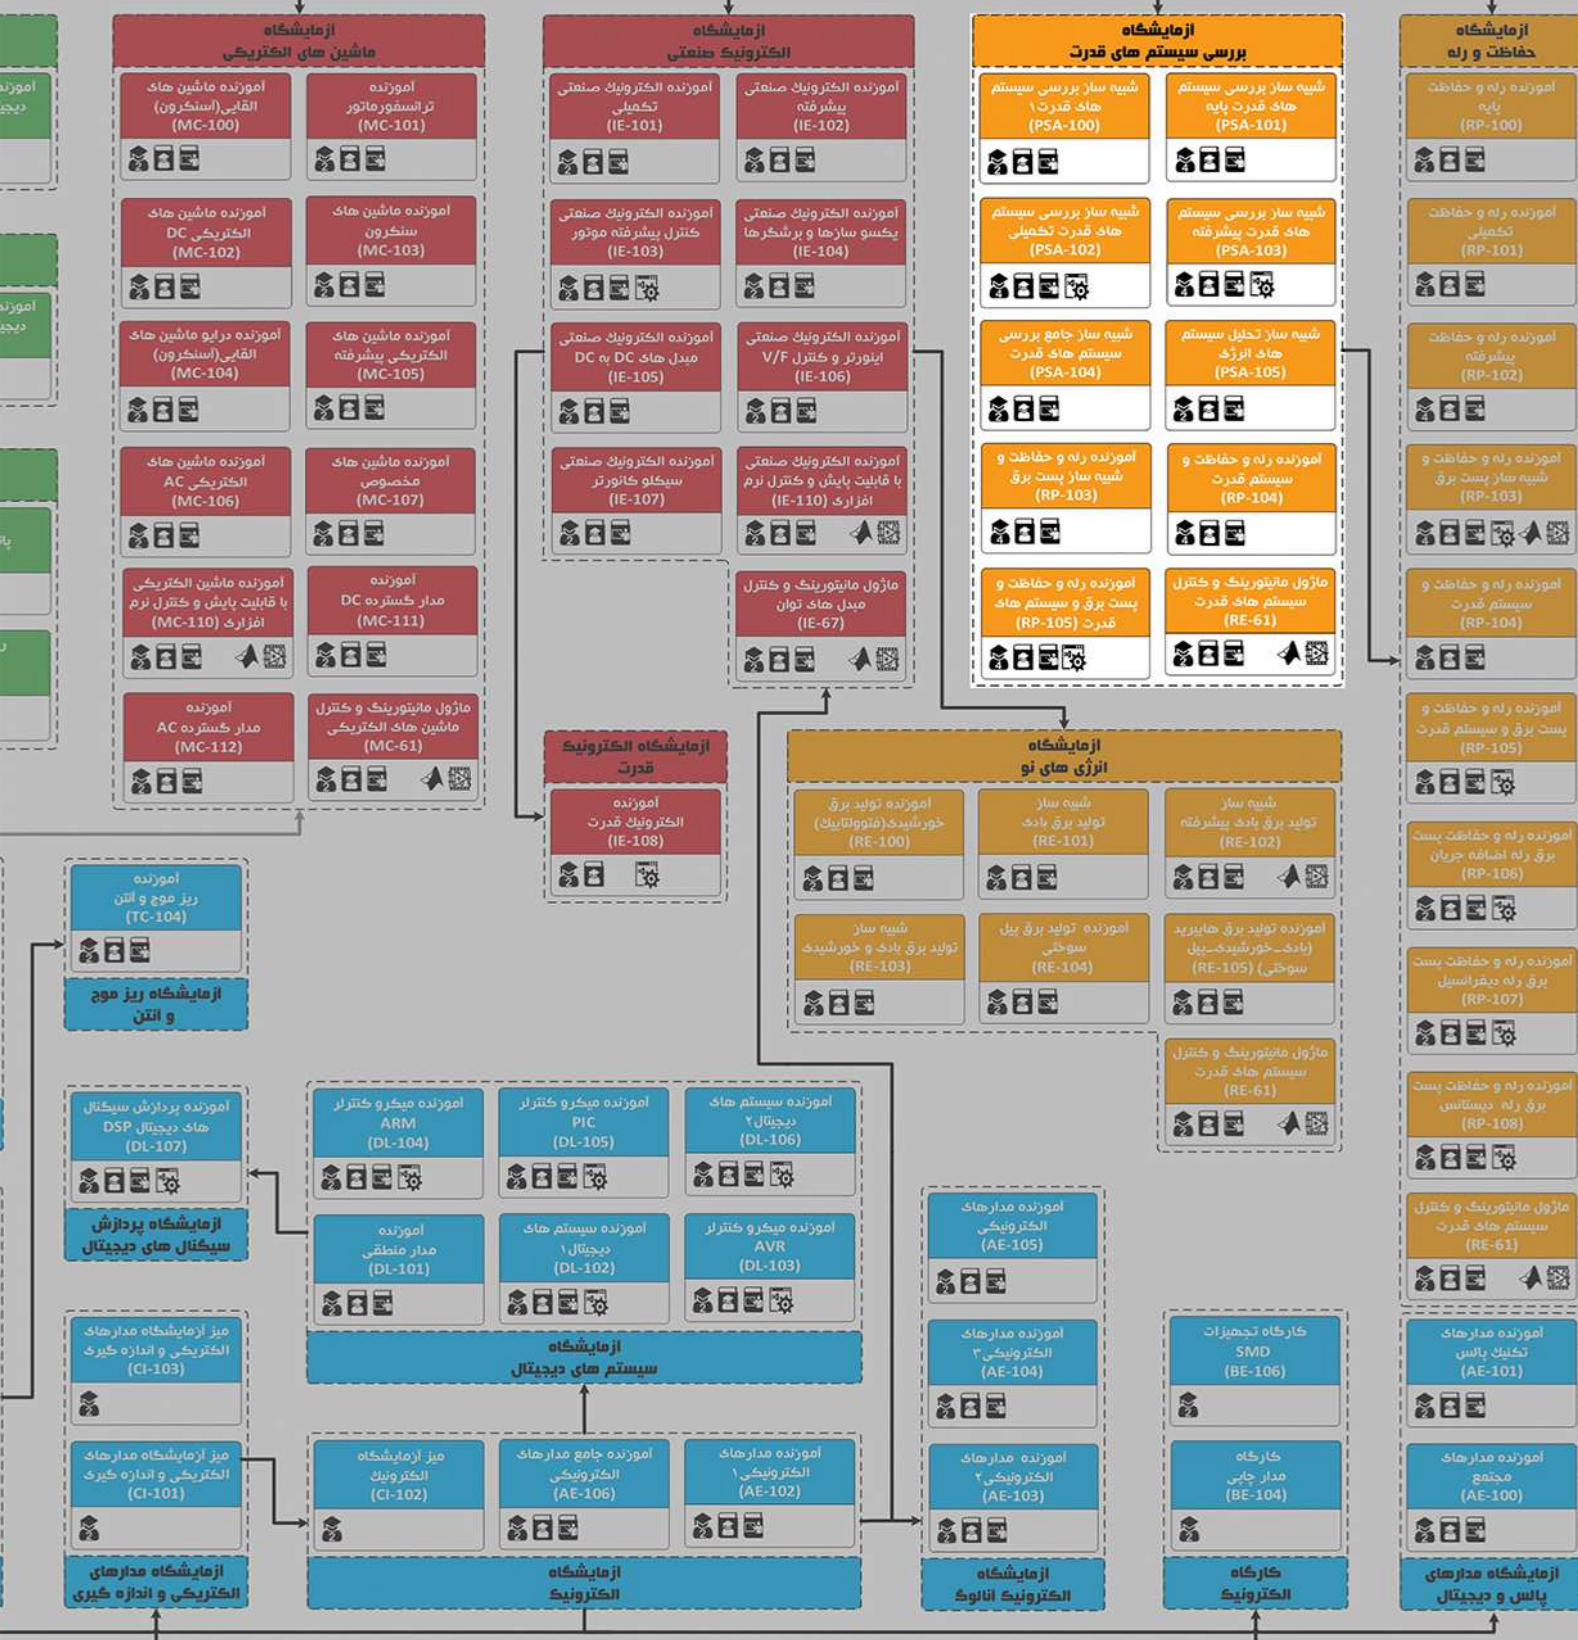 آزمایشگاه
ماشین های الکتریکی
آموزنده ماشین های
القایی(آسنکرون)
(MC-100)
آموزنده
ترانسفورماتور
(MC-101)
آموزنده ماشین های
الکتریکی DC
(MC-102)
آموزنده ماشین های
سنکرون
(MC-103)
آموزنده درایو ماشین های
القایی(آسنکرون)
(MC-104)
آموزنده ماشین های
الکتریکی پیشرفته
(MC-105)
آموزنده ماشین های
الکتریکی AC
(MC-106)
آموزنده ماشین های
مخصوص
(MC-107)
آموزنده ماشین الکتریکی
با قابلیت پایش و کنترل نرم
افزاری (MC-110)
آموزنده
مدار گسترده DC
(MC-111)
آموزنده
مدار گسترده AC
(MC-112)
ماژول مانیتورینگ و کنترل
ماشین های الکتریکی
(MC-61)
آزمایشگاه
الکترونیک صنعتی
آموزنده الکترونیک صنعتی
تکمیلی
(IE-101)
آموزنده الکترونیک صنعتی
پیشرفته
(IE-102)
آموزنده الکترونیک صنعتی
کنترل پیشرفته موتور
(IE-103)
آموزنده الکترونیک صنعتی
یکسو سازها و برشگرها
(IE-104)
آموزنده الکترونیک صنعتی
مبدل های DC به DC
(IE-105)
آموزنده الکترونیک صنعتی
اینورتر و کنترل V/F
(IE-106)
آموزنده الکترونیک صنعتی
سیکلو کانورتر
(IE-107)
آموزنده الکترونیک صنعتی
با قابلیت پایش و کنترل نرم
افزاری (IE-110)
ماژول مانیتورینگ و کنترل
مبدل های توان
(IE-67)
آزمایشگاه
بررسی سیستم های قدرت
شبیه ساز بررسی سیستم
های قدرت ۱
(PSA-100)
شبیه ساز بررسی سیستم
های قدرت پایه
(PSA-101)
شبیه ساز بررسی سیستم
های قدرت تکمیلی
(PSA-102)
شبیه ساز بررسی سیستم
های قدرت پیشرفته
(PSA-103)
شبیه ساز جامع بررسی
سیستم های قدرت
(PSA-104)
شبیه ساز تحلیل سیستم
های انرژی
(PSA-105)
آموزنده رله و حفاظت و
شبیه ساز پست برق
(RP-103)
آموزنده رله و حفاظت و
سیستم قدرت
(RP-104)
آموزنده رله و حفاظت و
پست برق و سیستم های
قدرت (RP-105)
ماژول مانیتورینگ و کنترل
سیستم های قدرت
(RE-61)
آزمایشگاه
حفاظت و رله
آموزنده رله و حفاظت
پایه
(RP-100)
آموزنده رله و حفاظت
تکمیلی
(RP-101)
آموزنده رله و حفاظت
پیشرفته
(RP-102)
آموزنده رله و حفاظت و
شبیه ساز پست برق
(RP-103)
آموزنده رله و حفاظت و
سیستم قدرت
(RP-104)
آموزنده رله و حفاظت و
پست برق و سیستم قدرت
(RP-105)
آموزنده رله و حفاظت پست
برق رله اضافه جریان
(RP-106)
آموزنده رله و حفاظت پست
برق رله دیفرانسیل
(RP-107)
آموزنده رله و حفاظت پست
برق رله دیستانس
(RP-108)
ماژول مانیتورینگ و کنترل
سیستم های قدرت
(RE-61)
آزمایشگاه الکترونیک
قدرت
آموزنده
الکترونیک قدرت
(IE-108)
آزمایشگاه
انرژی های نو
آموزنده تولید برق
خورشیدی(فتوولتاییک)
(RE-100)
شبیه ساز
تولید برق بادی
(RE-101)
شبیه ساز
تولید برق بادی پیشرفته
(RE-102)
شبیه ساز
تولید برق بادی و خورشیدی
(RE-103)
آموزنده تولید برق پیل
سوختی
(RE-104)
آموزنده تولید برق هایبرید
(بادی-خورشیدی-پیل
سوختی) (RE-105)
ماژول مانیتورینگ و کنترل
سیستم های قدرت
(RE-61)
آموزنده
ریز موج و آنتن
(TC-104)
آزمایشگاه ریز موج
و آنتن
آموزنده پردازش سیگنال
های دیجیتال DSP
(DL-107)
آزمایشگاه پردازش
سیگنال های دیجیتال
آموزنده میکرو کنترلر
ARM
(DL-104)
آموزنده میکرو کنترلر
PIC
(DL-105)
آموزنده سیستم های
دیجیتال۲
(DL-106)
آموزنده
مدار منطقی
(DL-101)
آموزنده سیستم های
دیجیتال۱
(DL-102)
آموزنده میکرو کنترلر
AVR
(DL-103)
آزمایشگاه
سیستم های دیجیتال
میز آزمایشگاه مدارهای
الکتریکی و اندازه گیری
(CI-103)
میز آزمایشگاه مدارهای
الکتریکی و اندازه گیری
(CI-101)
آزمایشگاه مدارهای
الکتریکی و اندازه گیری
میز آزمایشگاه
الکترونیک
(CI-102)
آموزنده جامع مدارهای
الکترونیکی
(AE-106)
آموزنده مدارهای
الکترونیکی۱
(AE-102)
آزمایشگاه
الکترونیک
آموزنده مدارهای
الکترونیکی
(AE-105)
آموزنده مدارهای
الکترونیکی۳
(AE-104)
آموزنده مدارهای
الکترونیکی۲
(AE-103)
آزمایشگاه
الکترونیک آنالوگ
کارگاه تجهیزات
SMD
(BE-106)
کارگاه
مدار چاپی
(BE-104)
کارگاه
الکترونیک
آموزنده مدارهای
تکنیک پالس
(AE-101)
آموزنده مدارهای
مجتمع
(AE-100)
آزمایشگاه مدارهای
پالس و دیجیتال